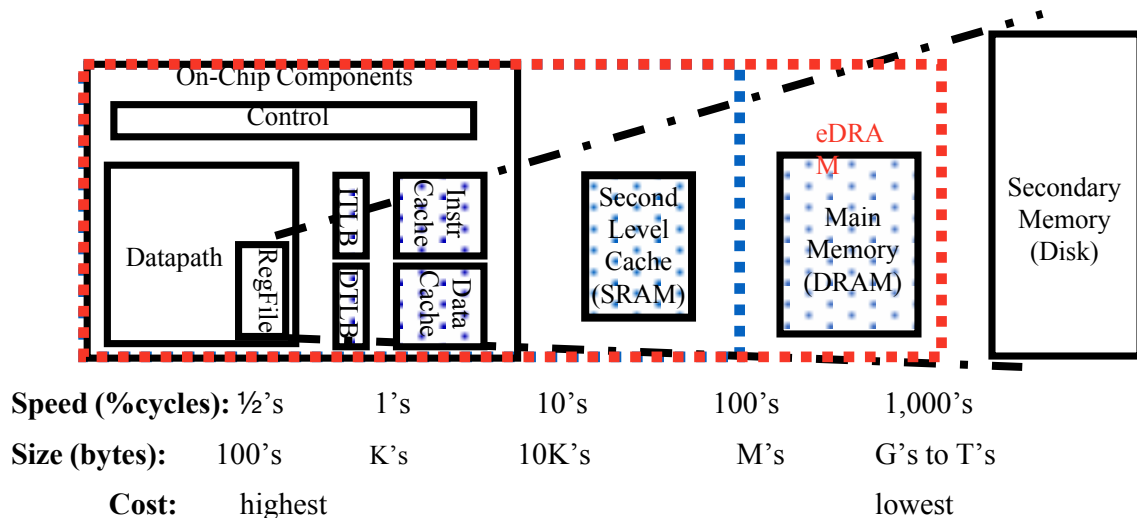 On-Chip Components
Control
eDRA
M
Datapath
RegFile
ITLB
DTLB
Instr
Cache
Data
Cache
Second
Level
Cache
(SRAM)
Main
Memory
(DRAM)
Secondary
Memory
(Disk)
Speed (%cycles): ½’s 1’s 10’s 100’s 1,000’s
Size (bytes): 100’s K’s 10K’s M’s G’s to T’s
Cost: highest lowest